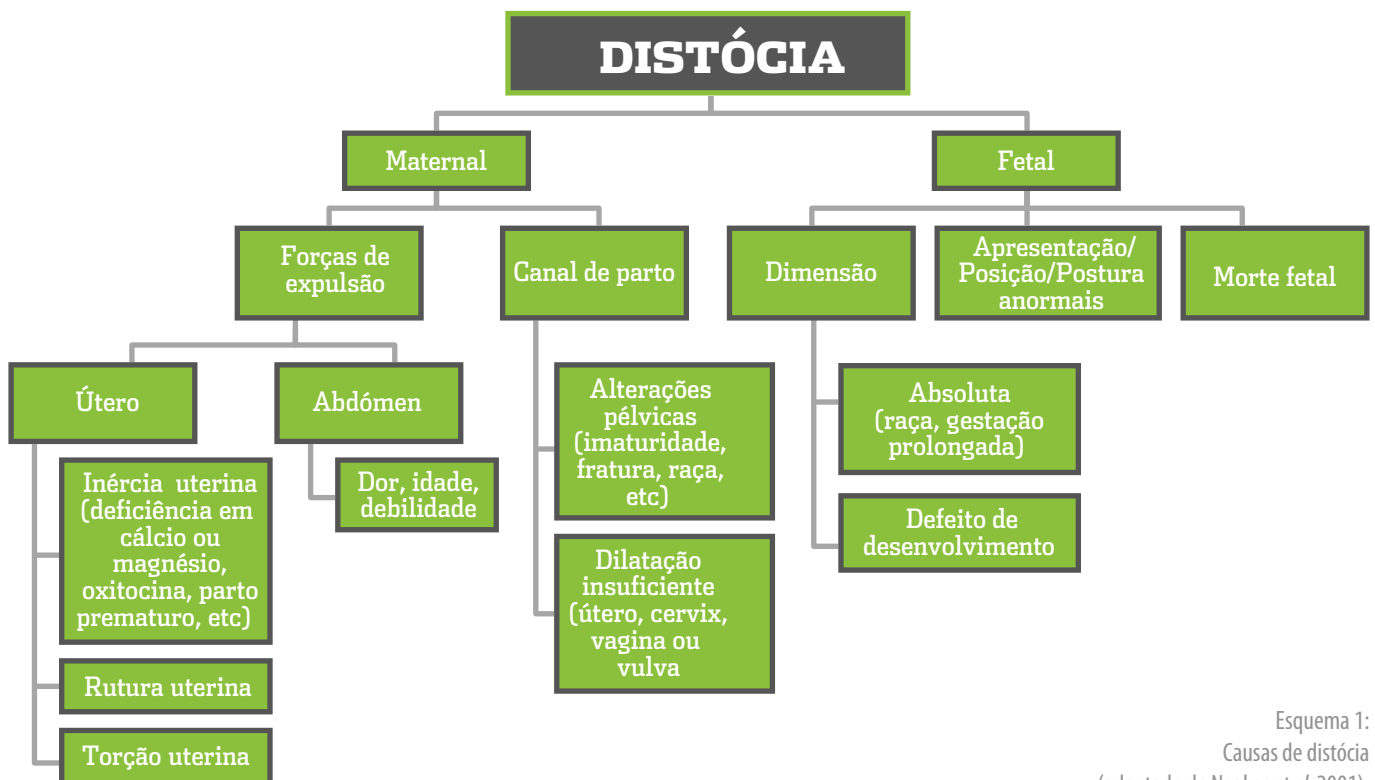 DISTÓCIA
Maternal
Fetal
Forças de
expulsão
Canal de parto
Dimensão
Apresentação/
Posição/Postura
anormais
Morte fetal
Útero
Abdómen
Alterações
pélvicas
(imaturidade,
fratura, raça,
etc)
Absoluta
(raça, gestação
prolongada)
Inércia uterina
(deficiência em
cálcio ou
magnésio,
oxitocina, parto
prematuro, etc)
Dor, idade,
debilidade
Defeito de
desenvolvimento
Dilatação
insuficiente
(útero, cervix,
vagina ou
vulva
Rutura uterina
Torção uterina
Esquema 1:
Causas de distócia